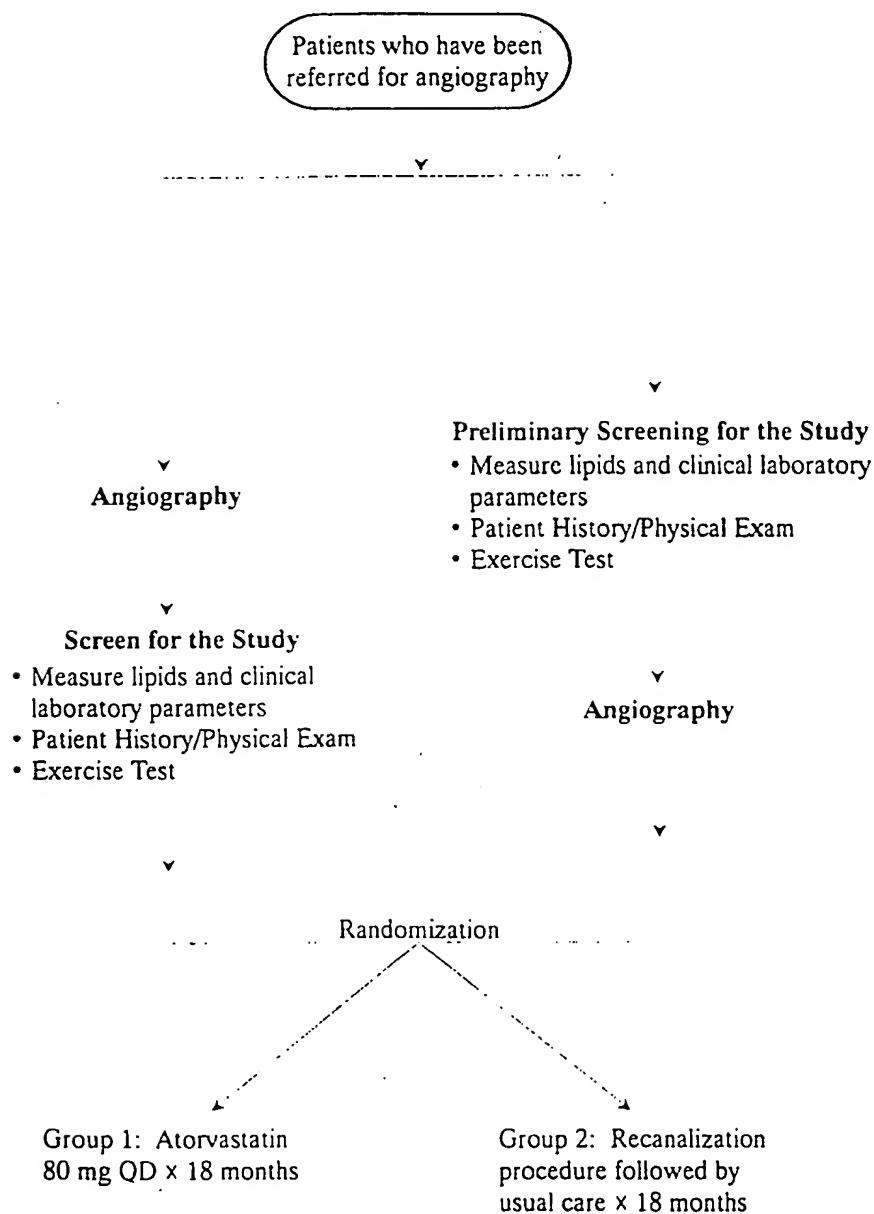 Patients who have been
referred for angiography
Angiography
Screen for the Study
• Measure lipids and clinical
laboratory parameters
• Patient History/Physical Exam
• Exercise Test
Preliminary Screening for the Study
• Measure lipids and clinical laboratory
parameters
• Patient History/Physical Exam
• Exercise Test
Angiography
Randomization
Group 1: Atorvastatin
80 mg QD × 18 months
Group 2: Recanalization
procedure followed by
usual care × 18 months